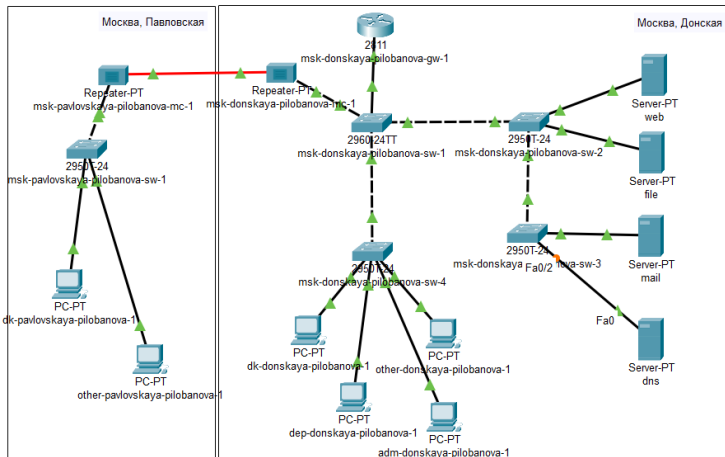 Москва, Павловская
Москва, Донская
2811
msk-donskaya-pilobanova-gw-1
Repeater-PT
msk-pavlovskaya-pilobanova-mc-1
Repeater-PT
msk-donskaya-pilobanova-mc-1
Server-PT
web
2960-24TT
msk-donskaya-pilobanova-sw-1
2950T-24
msk-donskaya-pilobanova-sw-2
2950T-24
msk-pavlovskaya-pilobanova-sw-1
Server-PT
file
2950T-24
msk-donskaya
nova-sw-3
Fa0/2
Server-PT
mail
2950T-24
msk-donskaya-pilobanova-sw-4
PC-PT
dk-pavlovskaya-pilobanova-1
Fa0
PC-PT
dk-donskaya-pilobanova-1
PC-PT
other-donskaya-pilobanova-1
PC-PT
other-pavlovskaya-pilobanova-1
Server-PT
dns
PC-PT
dep-donskaya-pilobanova-1
PC-PT
adm-donskaya-pilobanova-1